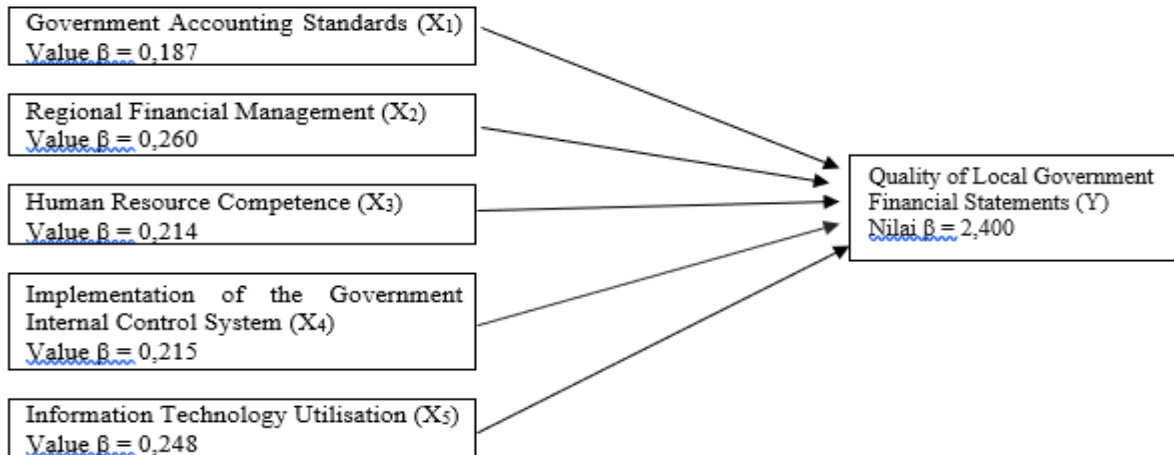 Government Accounting Standards (X1)
Value β = 0,187
Regional Financial Management (X2)
Value β = 0,260
Human Resource Competence (X3)
Value β = 0,214
Implementation of the Government
Internal Control System (X4)
Value β = 0,215
Information Technology Utilisation (X5)
Value β = 0,248
Quality of Local Government
Financial Statements (Y)
Nilai β = 2,400